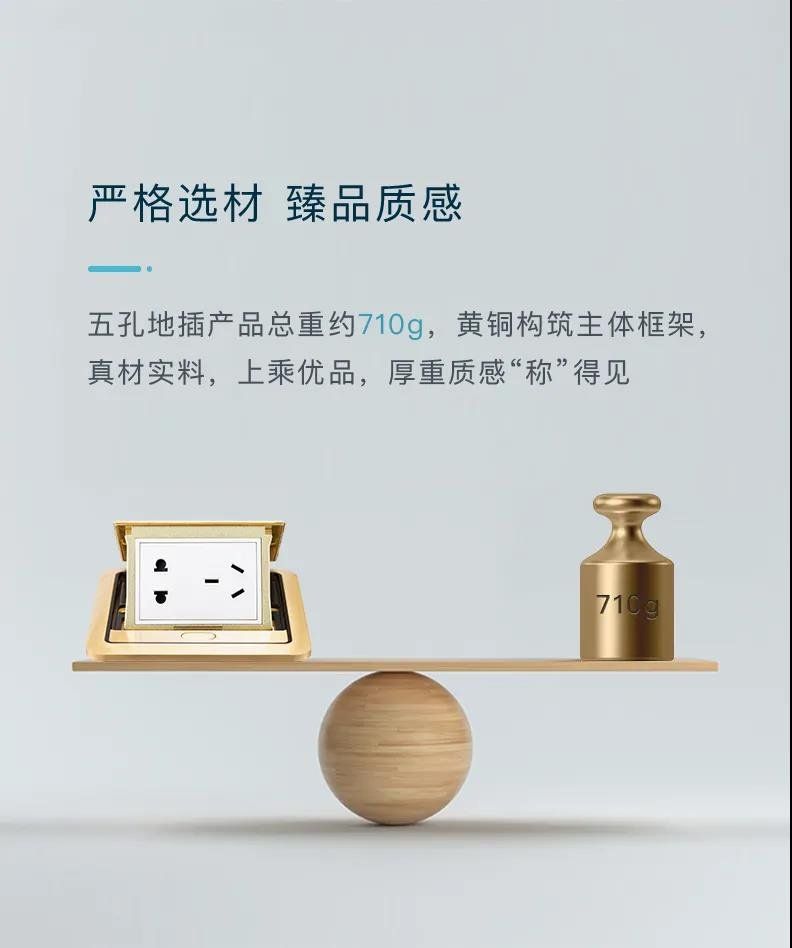 严格选材 臻品质感
五孔地插产品总重约710g，黄铜构筑主体框架，
真材实料，上乘优品，厚重质感“称”得见
710g